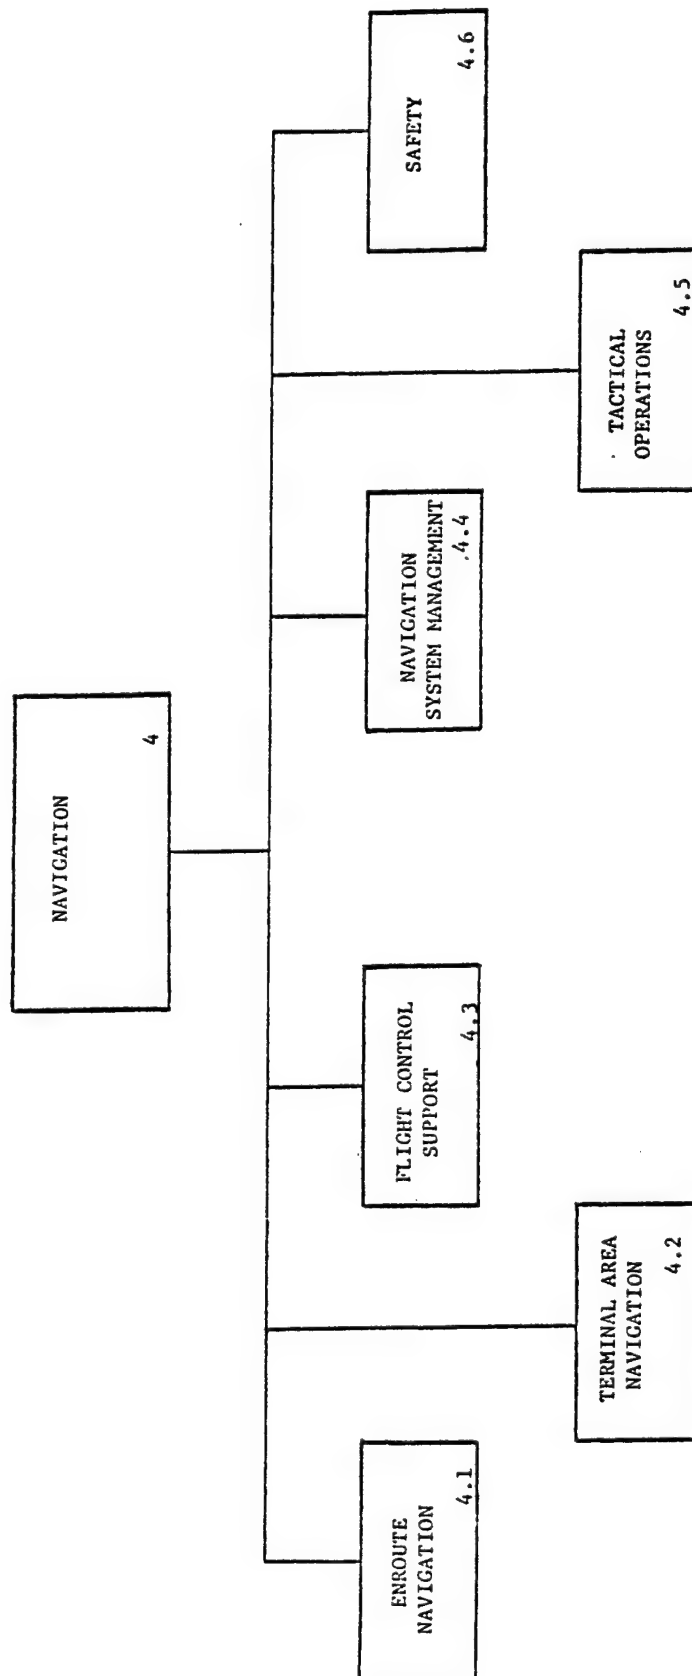 NAVIGATION
4
ENROUTE
NAVIGATION
4.1
TERMINAL AREA
NAVIGATION
4.2
FLIGHT CONTROL
SUPPORT
4.3
NAVIGATION
SYSTEM MANAGEMENT
4.4
TACTICAL
OPERATIONS
4.5
SAFETY
4.6